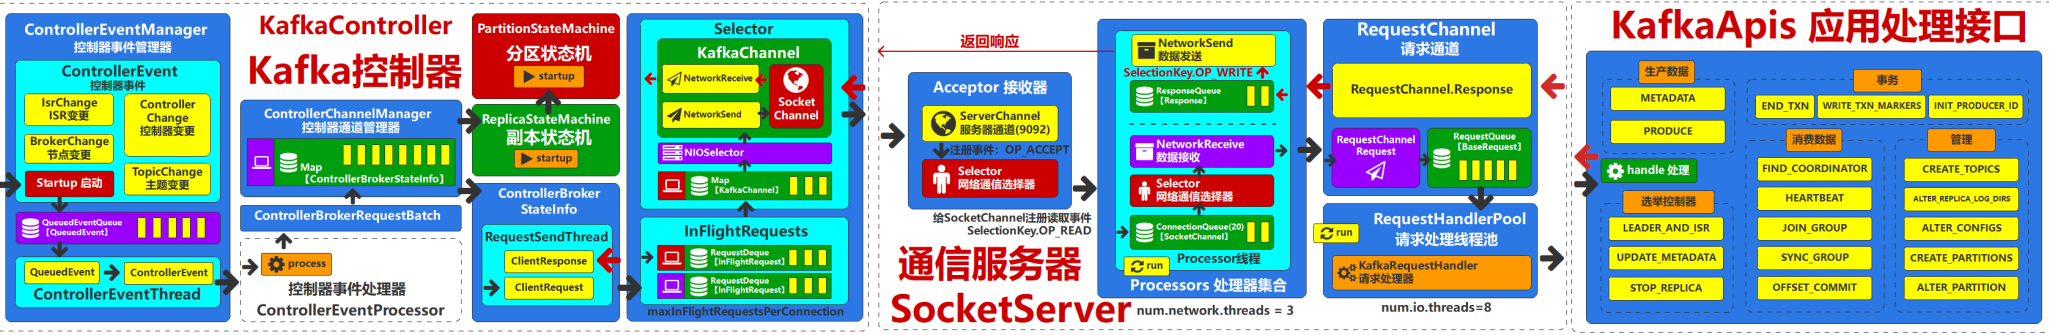 ControllerEventManager
控制器事件管理器
ControllerEvent
控制器事件
IsrChange
ISR变更
Controller
Change
控制器变更
BrokerChange
节点变更
TopicChange
主题变更
Startup 启动
QueuedEventQueue
【QueuedEvent】
QueuedEvent
ControllerEvent
ControllerEventThread
KafkaController
Kafka控制器
ControllerChannelManager
控制器通道管理器
Map
【ControllerBrokerStateInfo】
ControllerBrokerRequestBatch
process
控制器事件处理器
ControllerEventProcessor
PartitionStateMachine
分区状态机
startup
ReplicaStateMachine
副本状态机
startup
ControllerBroker
StateInfo
RequestSendThread
ClientResponse
ClientRequest
Selector
KafkaChannel
NetworkReceive
NetworkSend
Socket
Channel
NIOSelector
Map
【KafkaChannel】
InFlightRequests
RequestDeque
【InFlightRequest】
RequestDeque
【InFlightRequest】
maxInFlightRequestsPerConnection
返回响应
Acceptor 接收器
ServerChannel
服务器通道(9092)
注册事件：OP_ACCEPT
Selector
网络通信选择器
给SocketChannel注册读取事件
SelectionKey.OP_READ
通信服务器
SocketServer
NetworkSend
数据发送
SelectionKey.OP_WRITE
ResponseQueue
【Response】
NetworkReceive
数据接收
Selector
网络通信选择器
ConnectionQueue(20)
【SocketChannel】
Processor线程
run
Processors 处理器集合
num.network.threads = 3
RequestChannel
请求通道
RequestChannel.Response
RequestChannel
Request
RequestQueue
【BaseRequest】
RequestHandlerPool
请求处理线程池
run
KafkaRequestHandler
请求处理器
num.io.threads=8
KafkaApis 应用处理接口
生产数据
METADATA
PRODUCE
handle 处理
选举控制器
LEADER_AND_ISR
UPDATE_METADATA
STOP_REPLICA
事务
END_TXN
WRITE_TXN_MARKERS
INIT_PRODUCER_ID
消费数据
FIND_COORDINATOR
HEARTBEAT
JOIN_GROUP
SYNC_GROUP
OFFSET_COMMIT
管理
CREATE_TOPICS
ALTER_REPLICA_LOG_DIRS
ALTER_CONFIGS
CREATE_PARTITIONS
ALTER_PARTITION